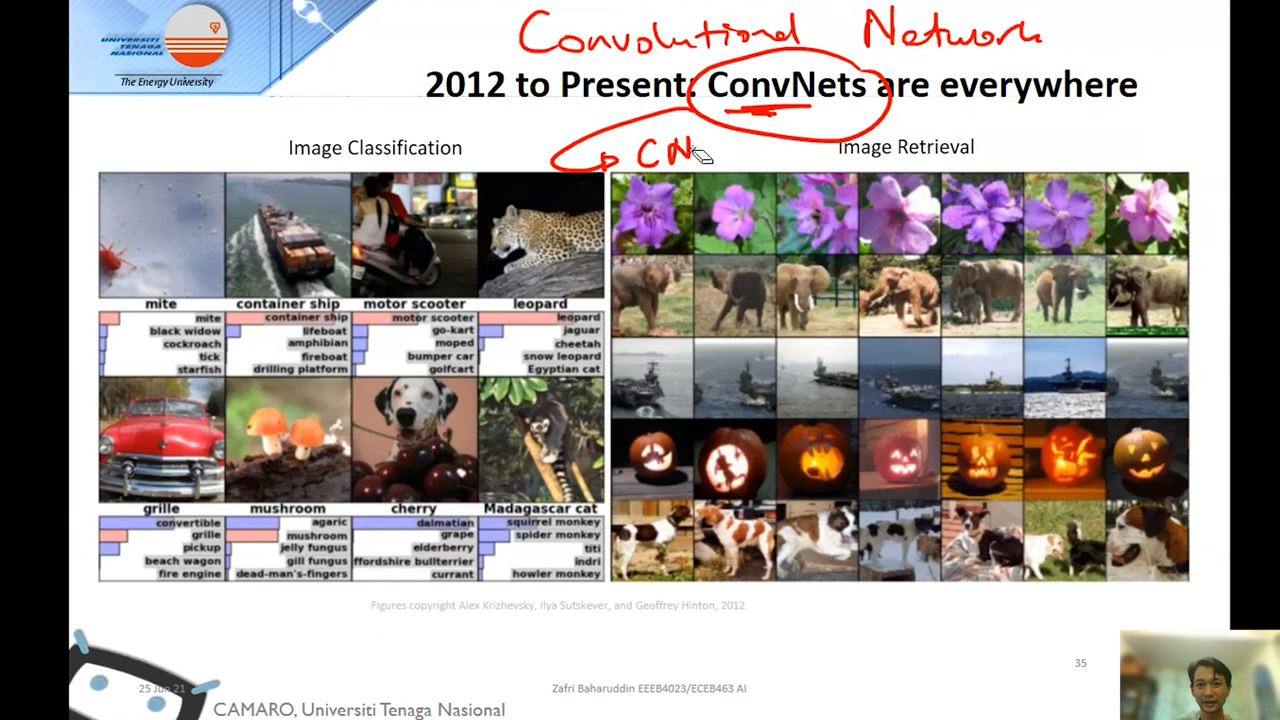 UNIVERSITI
TENAGA
NASIONAL
The Energy University
Convolutional Network
2012 to Present: ConvNets are everywhere
CN
Image Classification
Image Retrieval
mite container ship motor scooter leopard
mite container ship motor scooter leopard
black widow lifeboat go-kart jaguar
cockroach amphibian moped cheetah
tick fireboat bumper car snow leopard
starfish drilling platform golfcart Egyptian cat
grille mushroom cherry Madagascar cat
convertible agaric dalmatian squirrel monkey
grille mushroom grape spider monkey
pickup jelly fungus elderberry titi
beach wagon gill fungus ffordshire bullterrier indri
fire engine dead-man's-fingers currant howler monkey
Figures copyright Alex Krizhevsky, Ilya Sutskever, and Geoffrey Hinton, 2012
35
25 Jun 21
Zafri Baharuddin EEEB4023/ECEB463 AI
CAMARO, Universiti Tenaga Nasional